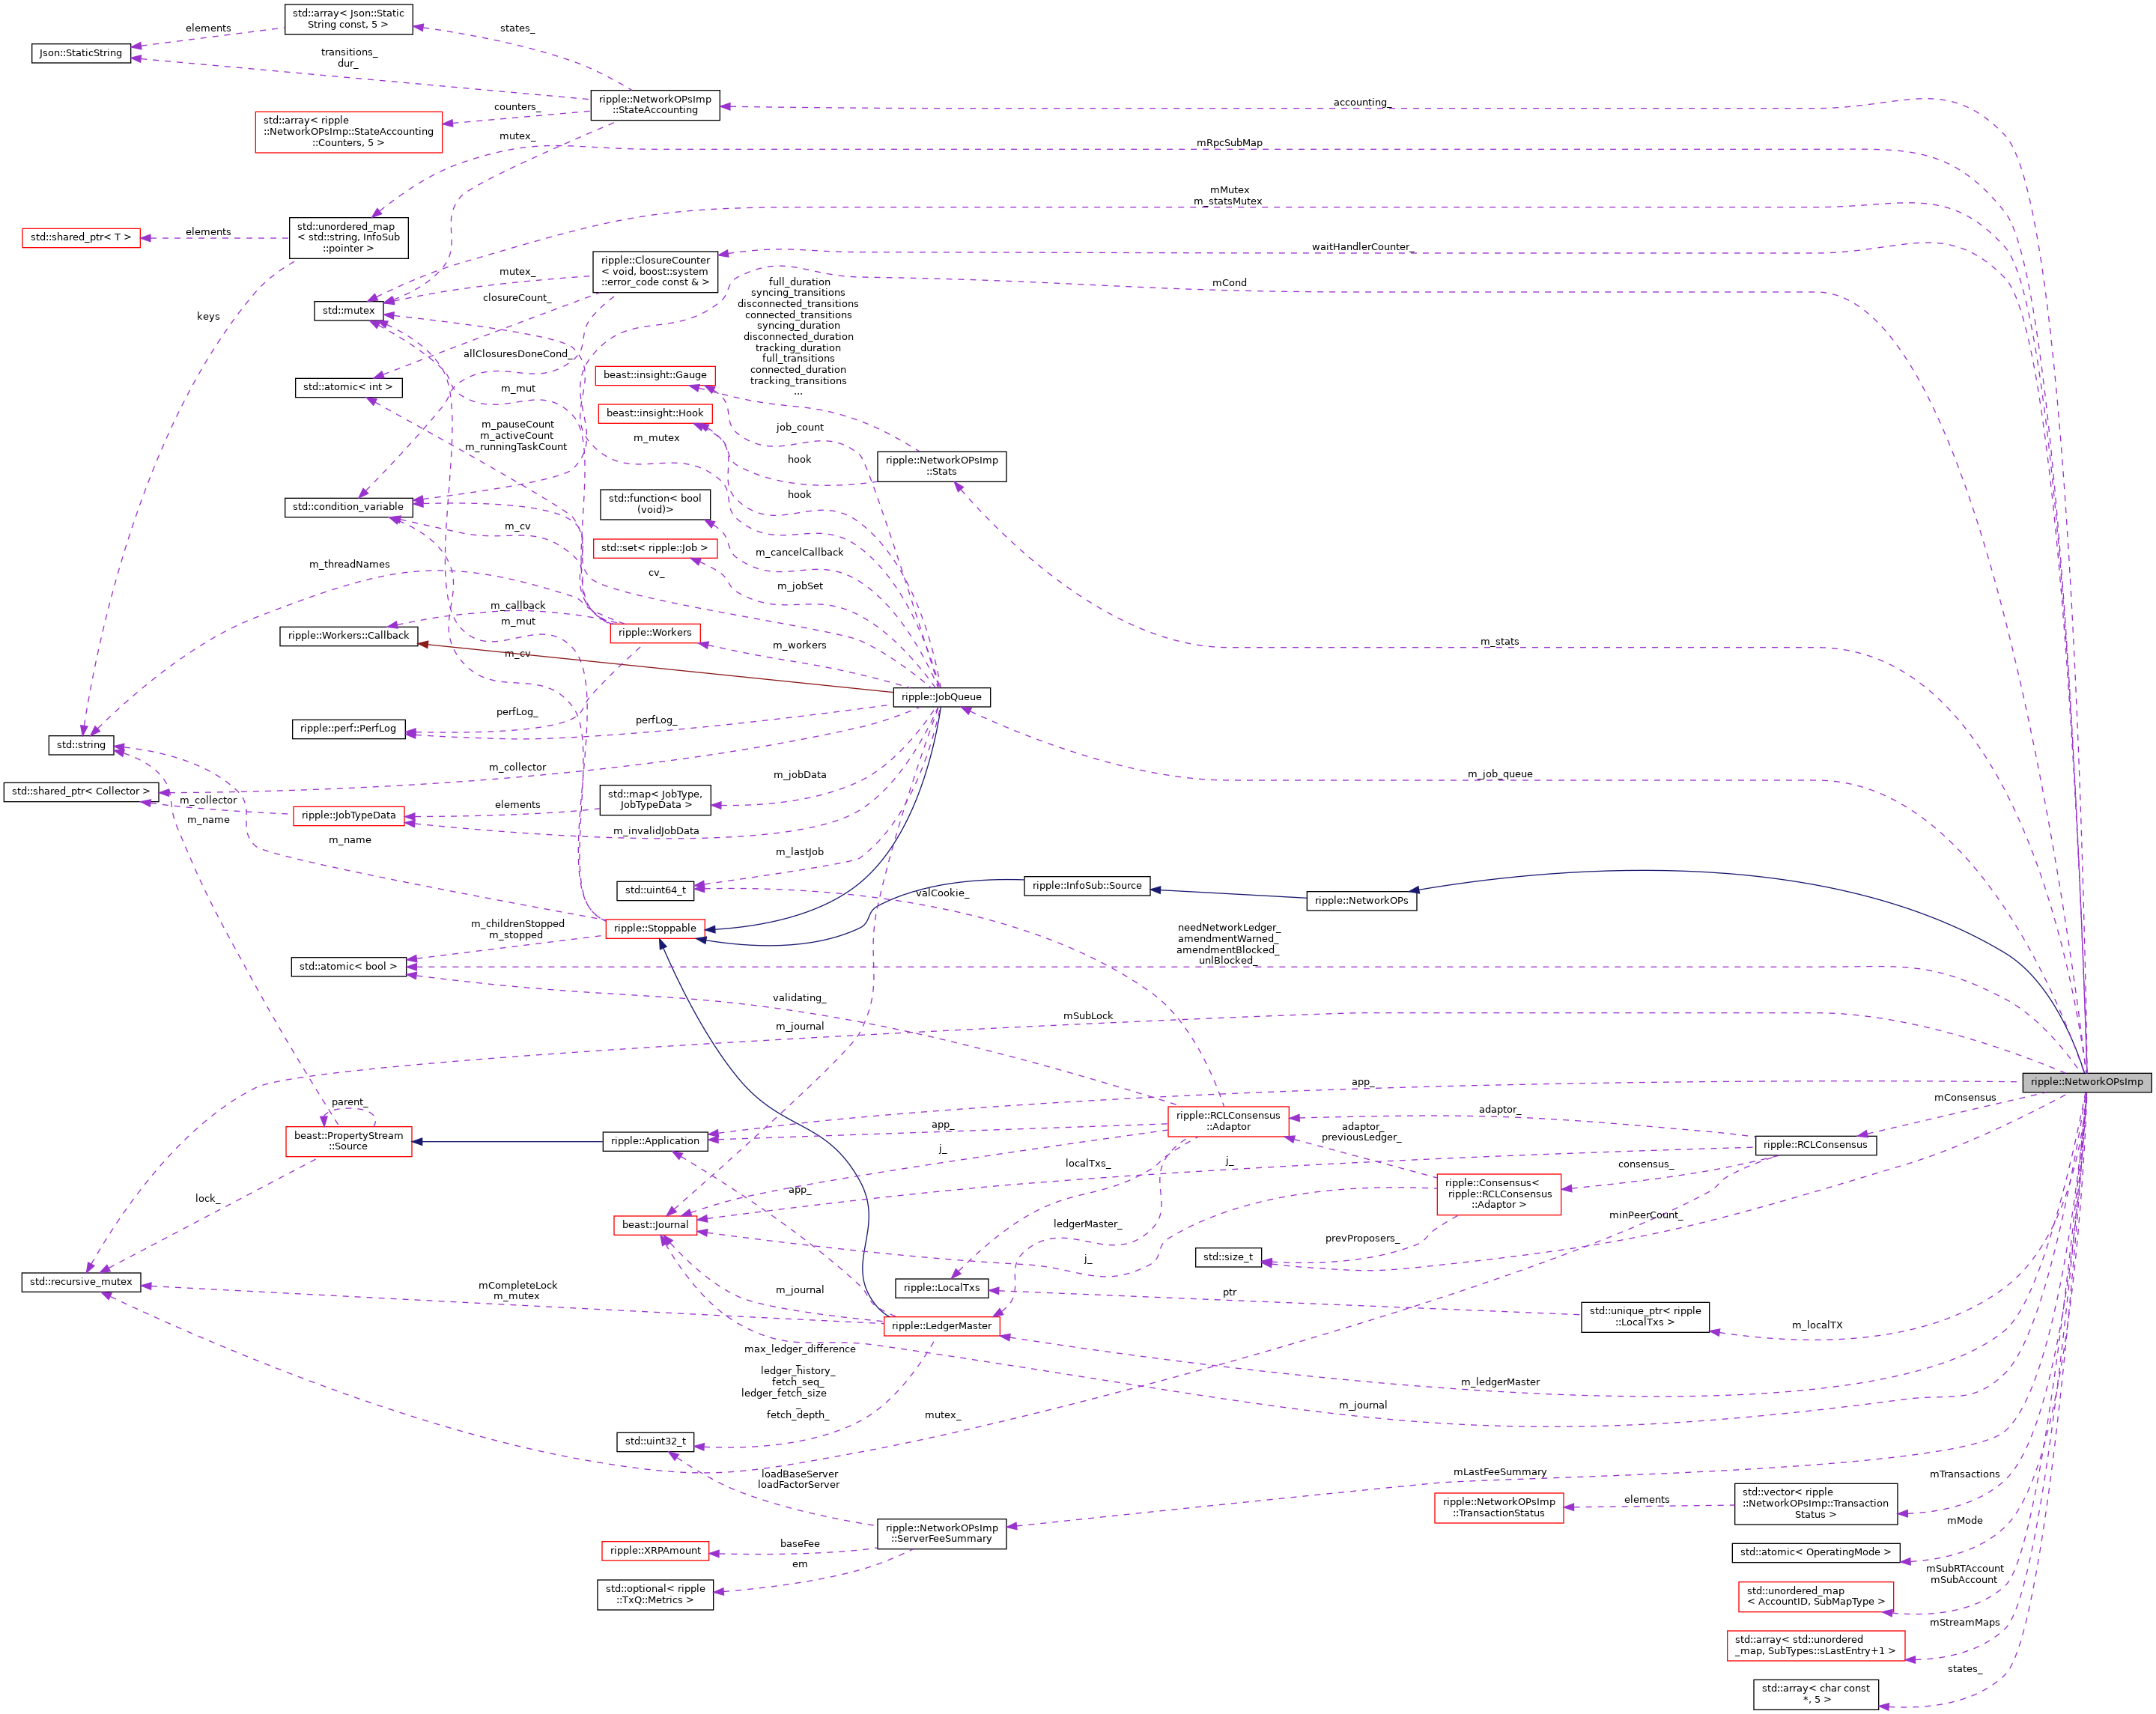 std::array< Json::Static
String const, 5 >
elements
states_
Json::StaticString
transitions_
dur_
ripple::NetworkOPsImp
::StateAccounting
accounting_
counters_
std::array< ripple
::NetworkOPsImp::StateAccounting
::Counters, 5 >
mutex_
mRpcSubMap
mMutex
m_statsMutex
std::unordered_map
< std::string, InfoSub
::pointer >
std::shared_ptr< T >
elements
waitHandlerCounter_
ripple::ClosureCounter
< void, boost::system
::error_code const & >
mutex_
closureCount_
mCond
full_duration
syncing_transitions
disconnected_transitions
connected_transitions
syncing_duration
disconnected_duration
tracking_duration
full_transitions
connected_duration
tracking_transitions
...
keys
std::mutex
allClosuresDoneCond_
beast::insight::Gauge
std::atomic< int >
m_mut
beast::insight::Hook
m_pauseCount
m_activeCount
m_runningTaskCount
m_mutex
job_count
hook
ripple::NetworkOPsImp
::Stats
hook
std::function< bool
(void)>
std::condition_variable
m_cv
std::set< ripple::Job >
m_cancelCallback
m_threadNames
cv_
m_jobSet
m_callback
m_mut
ripple::Workers
ripple::Workers::Callback
m_workers
m_stats
m_cv
ripple::JobQueue
perfLog_
perfLog_
ripple::perf::PerfLog
std::string
m_collector
m_jobData
m_job_queue
std::shared_ptr< Collector >
m_collector
m_name
elements
std::map< JobType,
JobTypeData >
ripple::JobTypeData
m_invalidJobData
m_name
m_lastJob
std::uint64_t
valCookie_
ripple::InfoSub::Source
ripple::NetworkOPs
m_childrenStopped
m_stopped
ripple::Stoppable
needNetworkLedger_
amendmentWarned_
amendmentBlocked_
unlBlocked_
std::atomic< bool >
validating_
m_journal
mSubLock
ripple::NetworkOPsImp
app_
mConsensus
parent_
beast::PropertyStream
::Source
ripple::Application
app_
ripple::RCLConsensus
::Adaptor
adaptor_
adaptor_
previousLedger_
ripple::RCLConsensus
j_
localTxs_
j_
consensus_
lock_
app_
ripple::Consensus<
ripple::RCLConsensus
::Adaptor >
beast::Journal
ledgerMaster_
minPeerCount_
prevProposers_
j_
std::size_t
std::recursive_mutex
mCompleteLock
m_mutex
m_journal
ripple::LocalTxs
ptr
std::unique_ptr< ripple
::LocalTxs >
m_localTX
ripple::LedgerMaster
max_ledger_difference
_
ledger_history_
fetch_seq_
ledger_fetch_size
_
fetch_depth_
m_ledgerMaster
m_journal
mutex_
std::uint32_t
loadBaseServer
loadFactorServer
mLastFeeSummary
mTransactions
ripple::NetworkOPsImp
::TransactionStatus
elements
std::vector< ripple
::NetworkOPsImp::Transaction
Status >
ripple::NetworkOPsImp
::ServerFeeSummary
mMode
ripple::XRPAmount
baseFee
std::atomic< OperatingMode >
em
std::optional< ripple
::TxQ::Metrics >
mSubRTAccount
mSubAccount
std::unordered_map
< AccountID, SubMapType >
mStreamMaps
std::array< std::unordered
_map, SubTypes::sLastEntry+1 >
states_
std::array< char const
*, 5 >